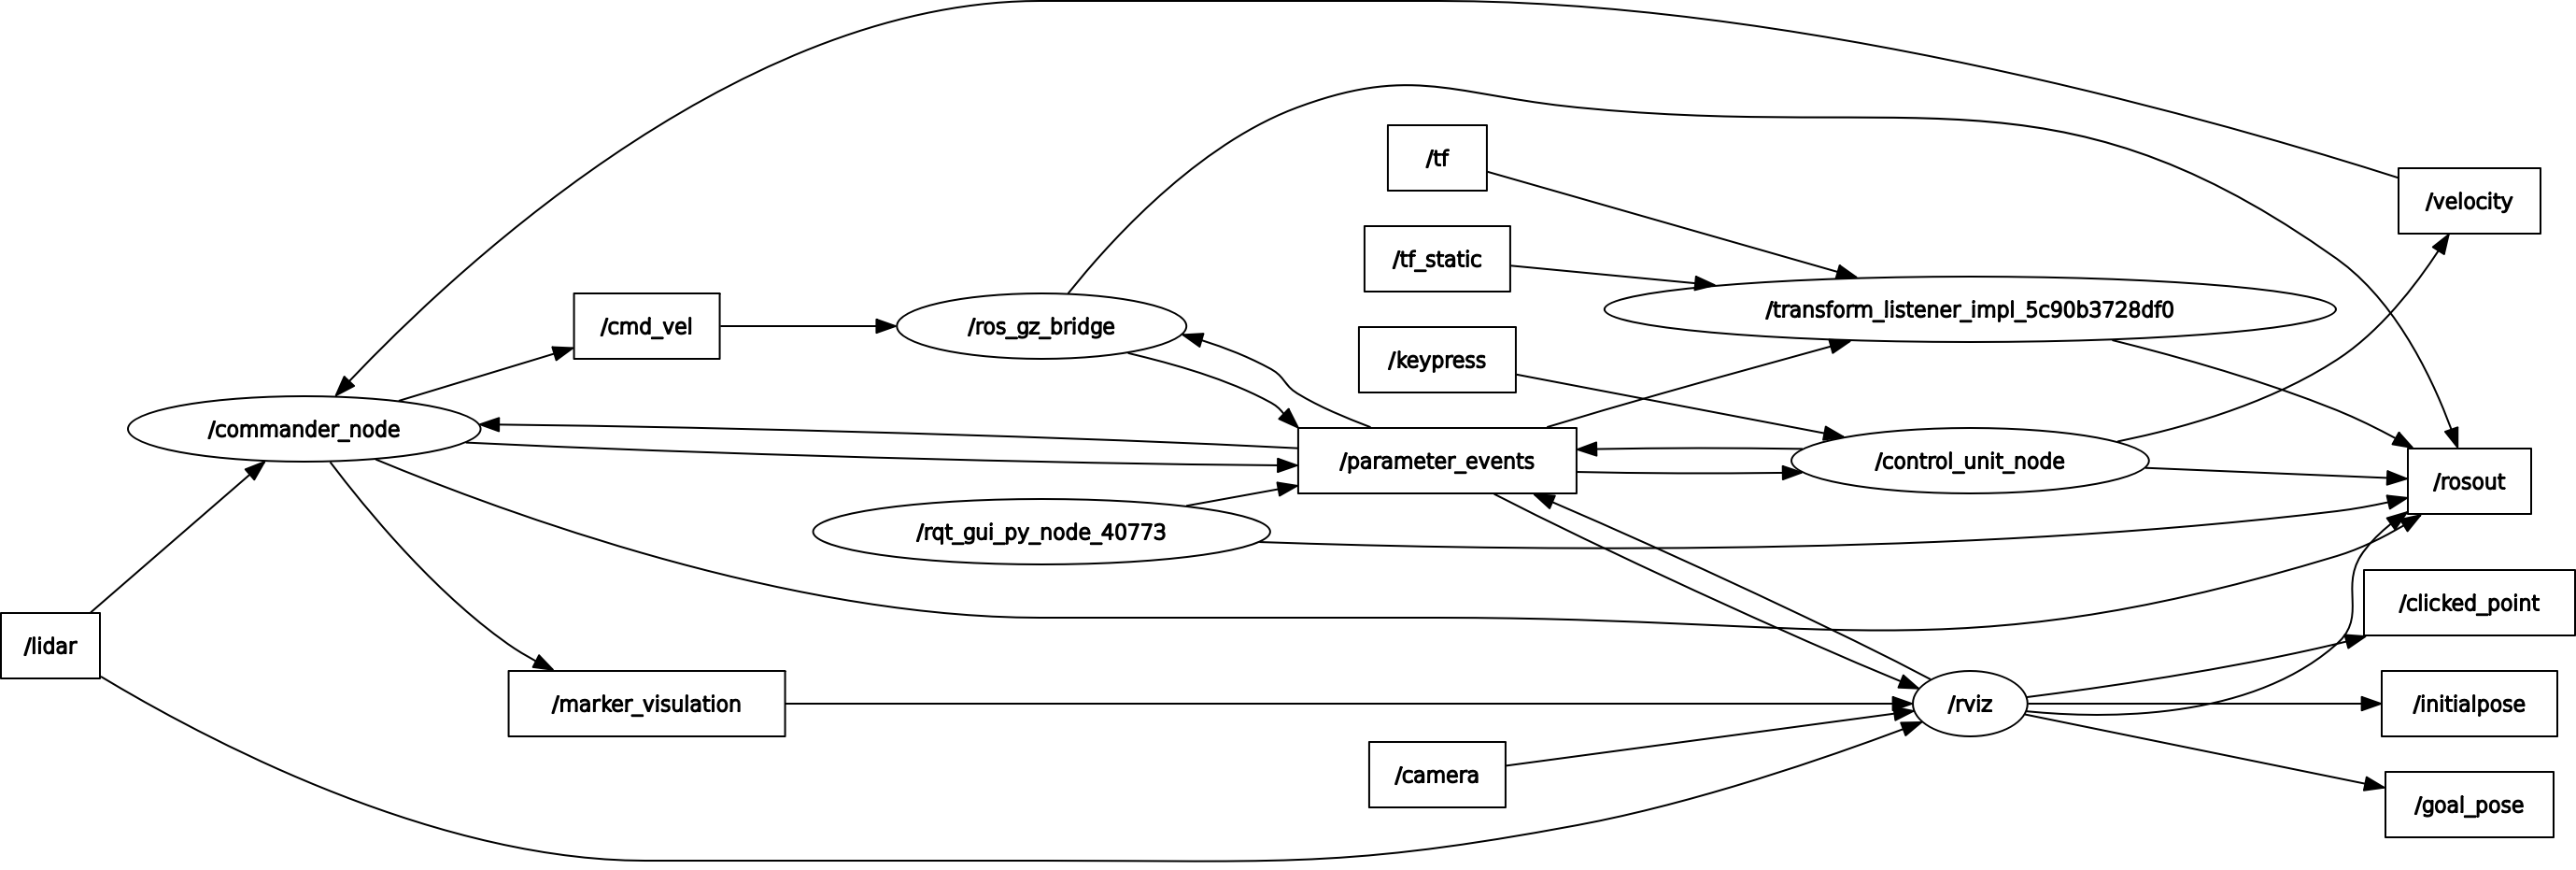 /tf
/velocity
/tf_static
/transform_listener_impl_5c90b3728df0
/cmd_vel
/ros_gz_bridge
/keypress
/commander_node
/parameter_events
/control_unit_node
/rosout
/rqt_gui_py_node_40773
/clicked_point
/lidar
/marker_visulation
/rviz
/initialpose
/camera
/goal_pose